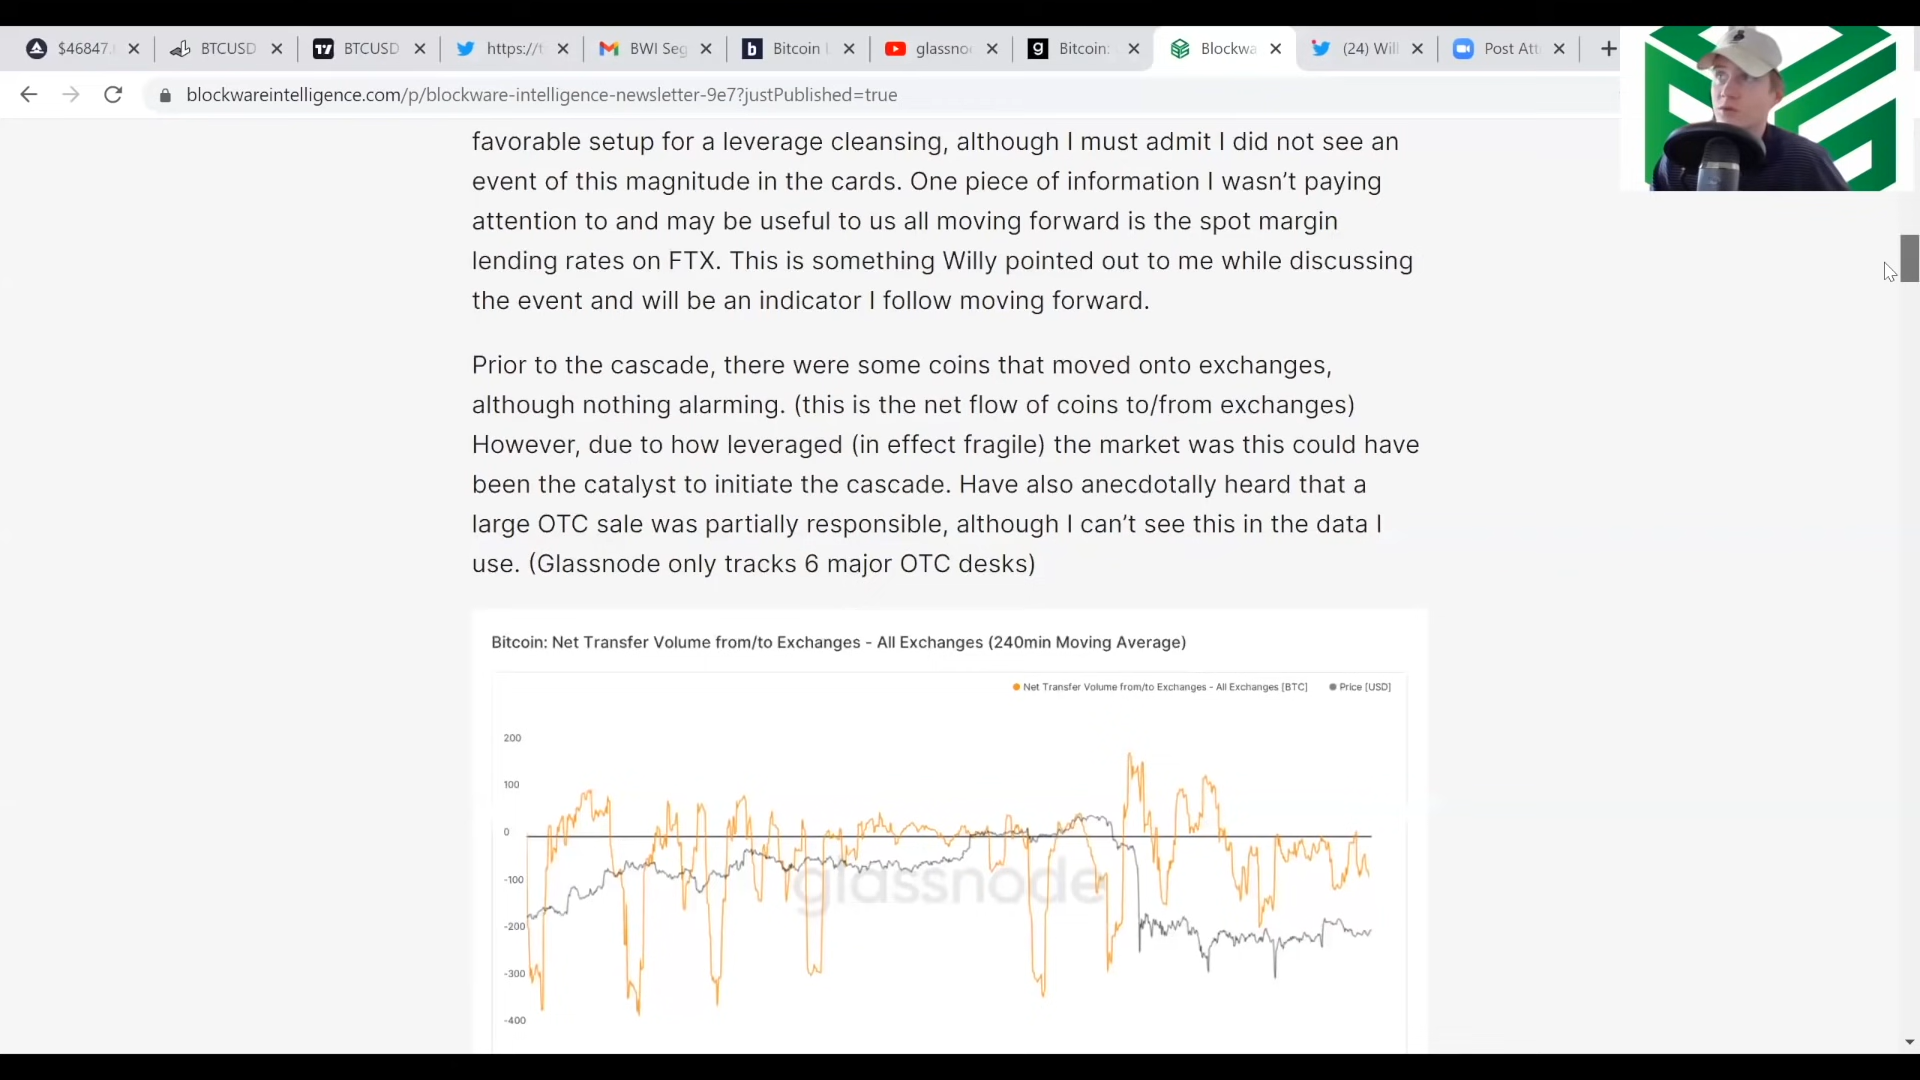 $46847.
BTCUSD
BTCUSD
https://t
BWI Seg
Bitcoin
glassno
Bitcoin:
Blockwa
(24) Wil
Post Att
blockwareintelligence.com/p/blockware-intelligence-newsletter-9e7?justPublished=true
favorable setup for a leverage cleansing, although I must admit I did not see an
event of this magnitude in the cards. One piece of information I wasn’t paying
attention to and may be useful to us all moving forward is the spot margin
lending rates on FTX. This is something Willy pointed out to me while discussing
the event and will be an indicator I follow moving forward.
Prior to the cascade, there were some coins that moved onto exchanges,
although nothing alarming. (this is the net flow of coins to/from exchanges)
However, due to how leveraged (in effect fragile) the market was this could have
been the catalyst to initiate the cascade. Have also anecdotally heard that a
large OTC sale was partially responsible, although I can’t see this in the data I
use. (Glassnode only tracks 6 major OTC desks)
Bitcoin: Net Transfer Volume from/to Exchanges - All Exchanges (240min Moving Average)
Net Transfer Volume from/to Exchanges - All Exchanges [BTC]
Price [USD]
200
100
0
-100
-200
-300
-400
glassnode